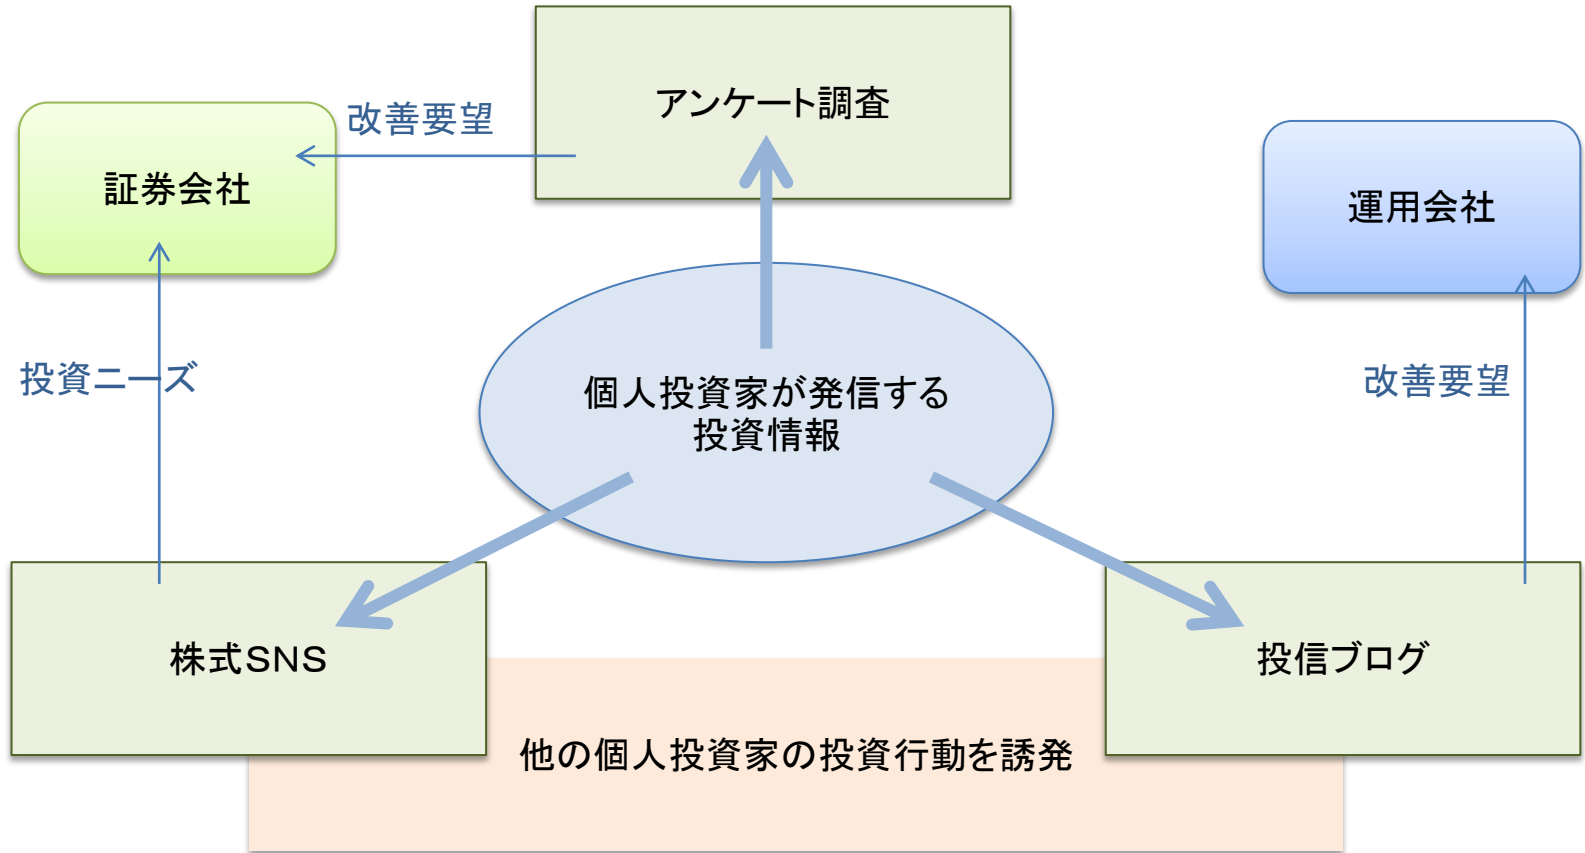 アンケート調査
改善要望
証券会社
運用会社
投資ニーズ
改善要望
個人投資家が発信する
投資情報
株式SNS
投信ブログ
他の個人投資家の投資行動を誘発